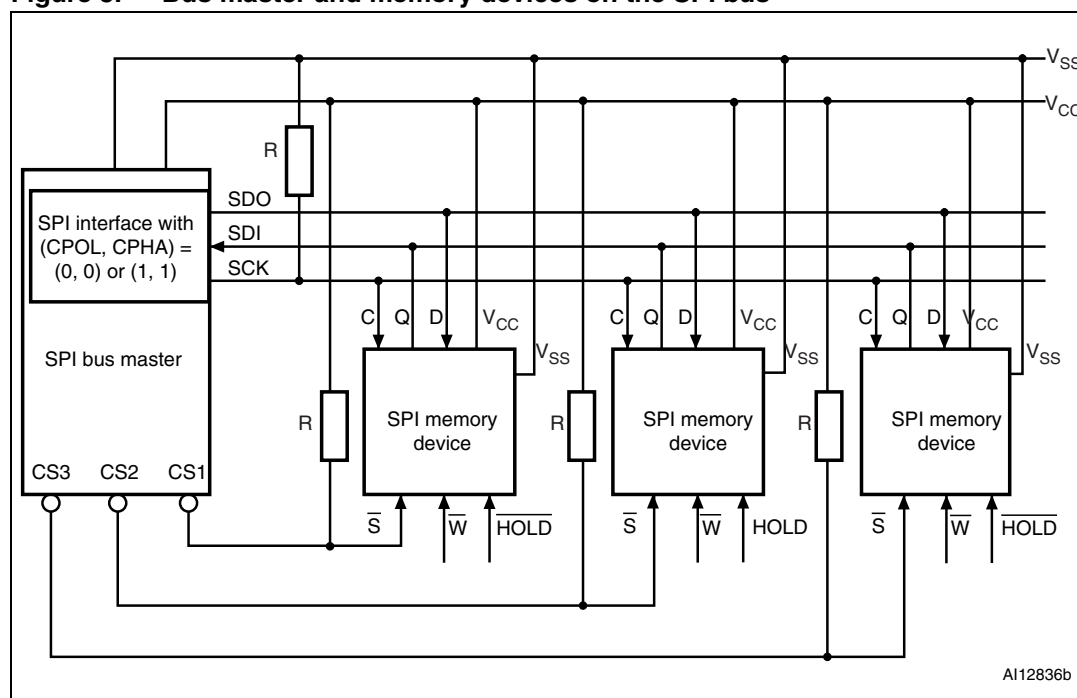 Figure Bus master and memory devices on the SPI bus
VSS
VCC
R
SDO
SPI interface with
(CPOL, CPHA) =
(0, 0) or (1, 1)
SDI
SCK
C Q D VCC
C Q D VCC
C Q D VCC
SPI bus master
VSS
VSS
VSS
R
SPI memory
device
R
SPI memory
device
R
SPI memory
device
CS3 CS2 CS1
S̅ W̅ H̅O̅L̅D̅
S̅ W̅ HOLD
S̅ W̅ H̅O̅L̅D̅
AI12836b